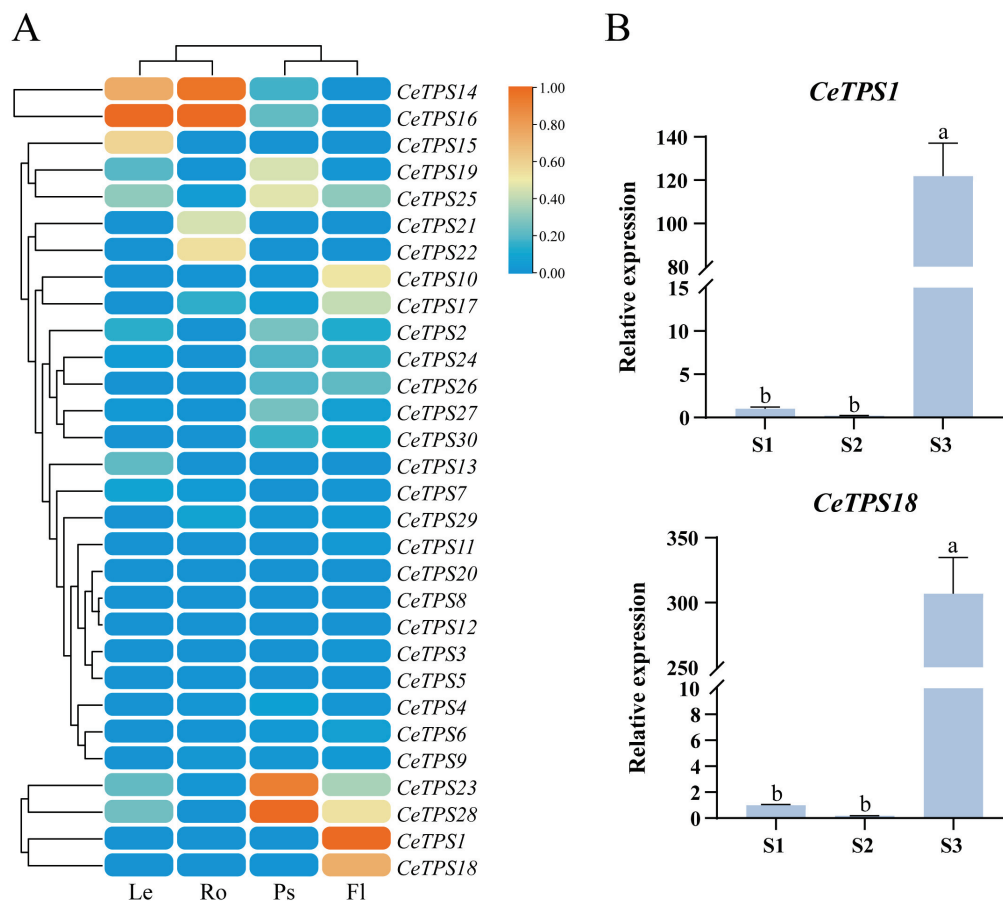 A
CeTPS14
CeTPS16
CeTPS15
CeTPS19
CeTPS25
CeTPS21
CeTPS22
CeTPS10
CeTPS17
CeTPS2
CeTPS24
CeTPS26
CeTPS27
CeTPS30
CeTPS13
CeTPS7
CeTPS29
CeTPS11
CeTPS20
CeTPS8
CeTPS12
CeTPS3
CeTPS5
CeTPS4
CeTPS6
CeTPS9
CeTPS23
CeTPS28
CeTPS1
CeTPS18
Le Ro Ps Fl
1.00
0.80
0.60
0.40
0.20
0.00
B
CeTPS1
Relative expression
140
120
100
80
15
10
5
0
b
b
a
S1 S2 S3
CeTPS18
Relative expression
350
300
250
10
8
6
4
2
0
b
b
a
S1 S2 S3